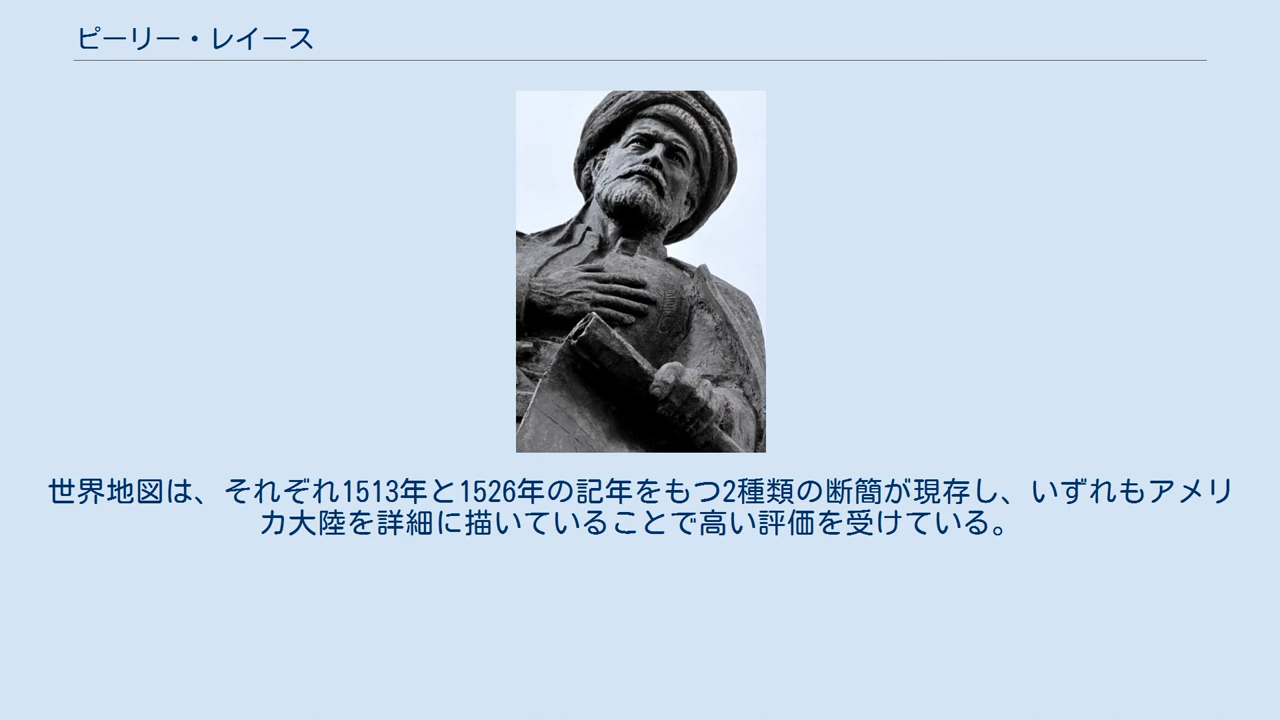 ピーリー・レイース
世界地図は、それぞれ1513年と1526年の記年をもつ2種類の断簡が現存し、いずれもアメリ
カ大陸を詳細に描いていることで高い評価を受けている。